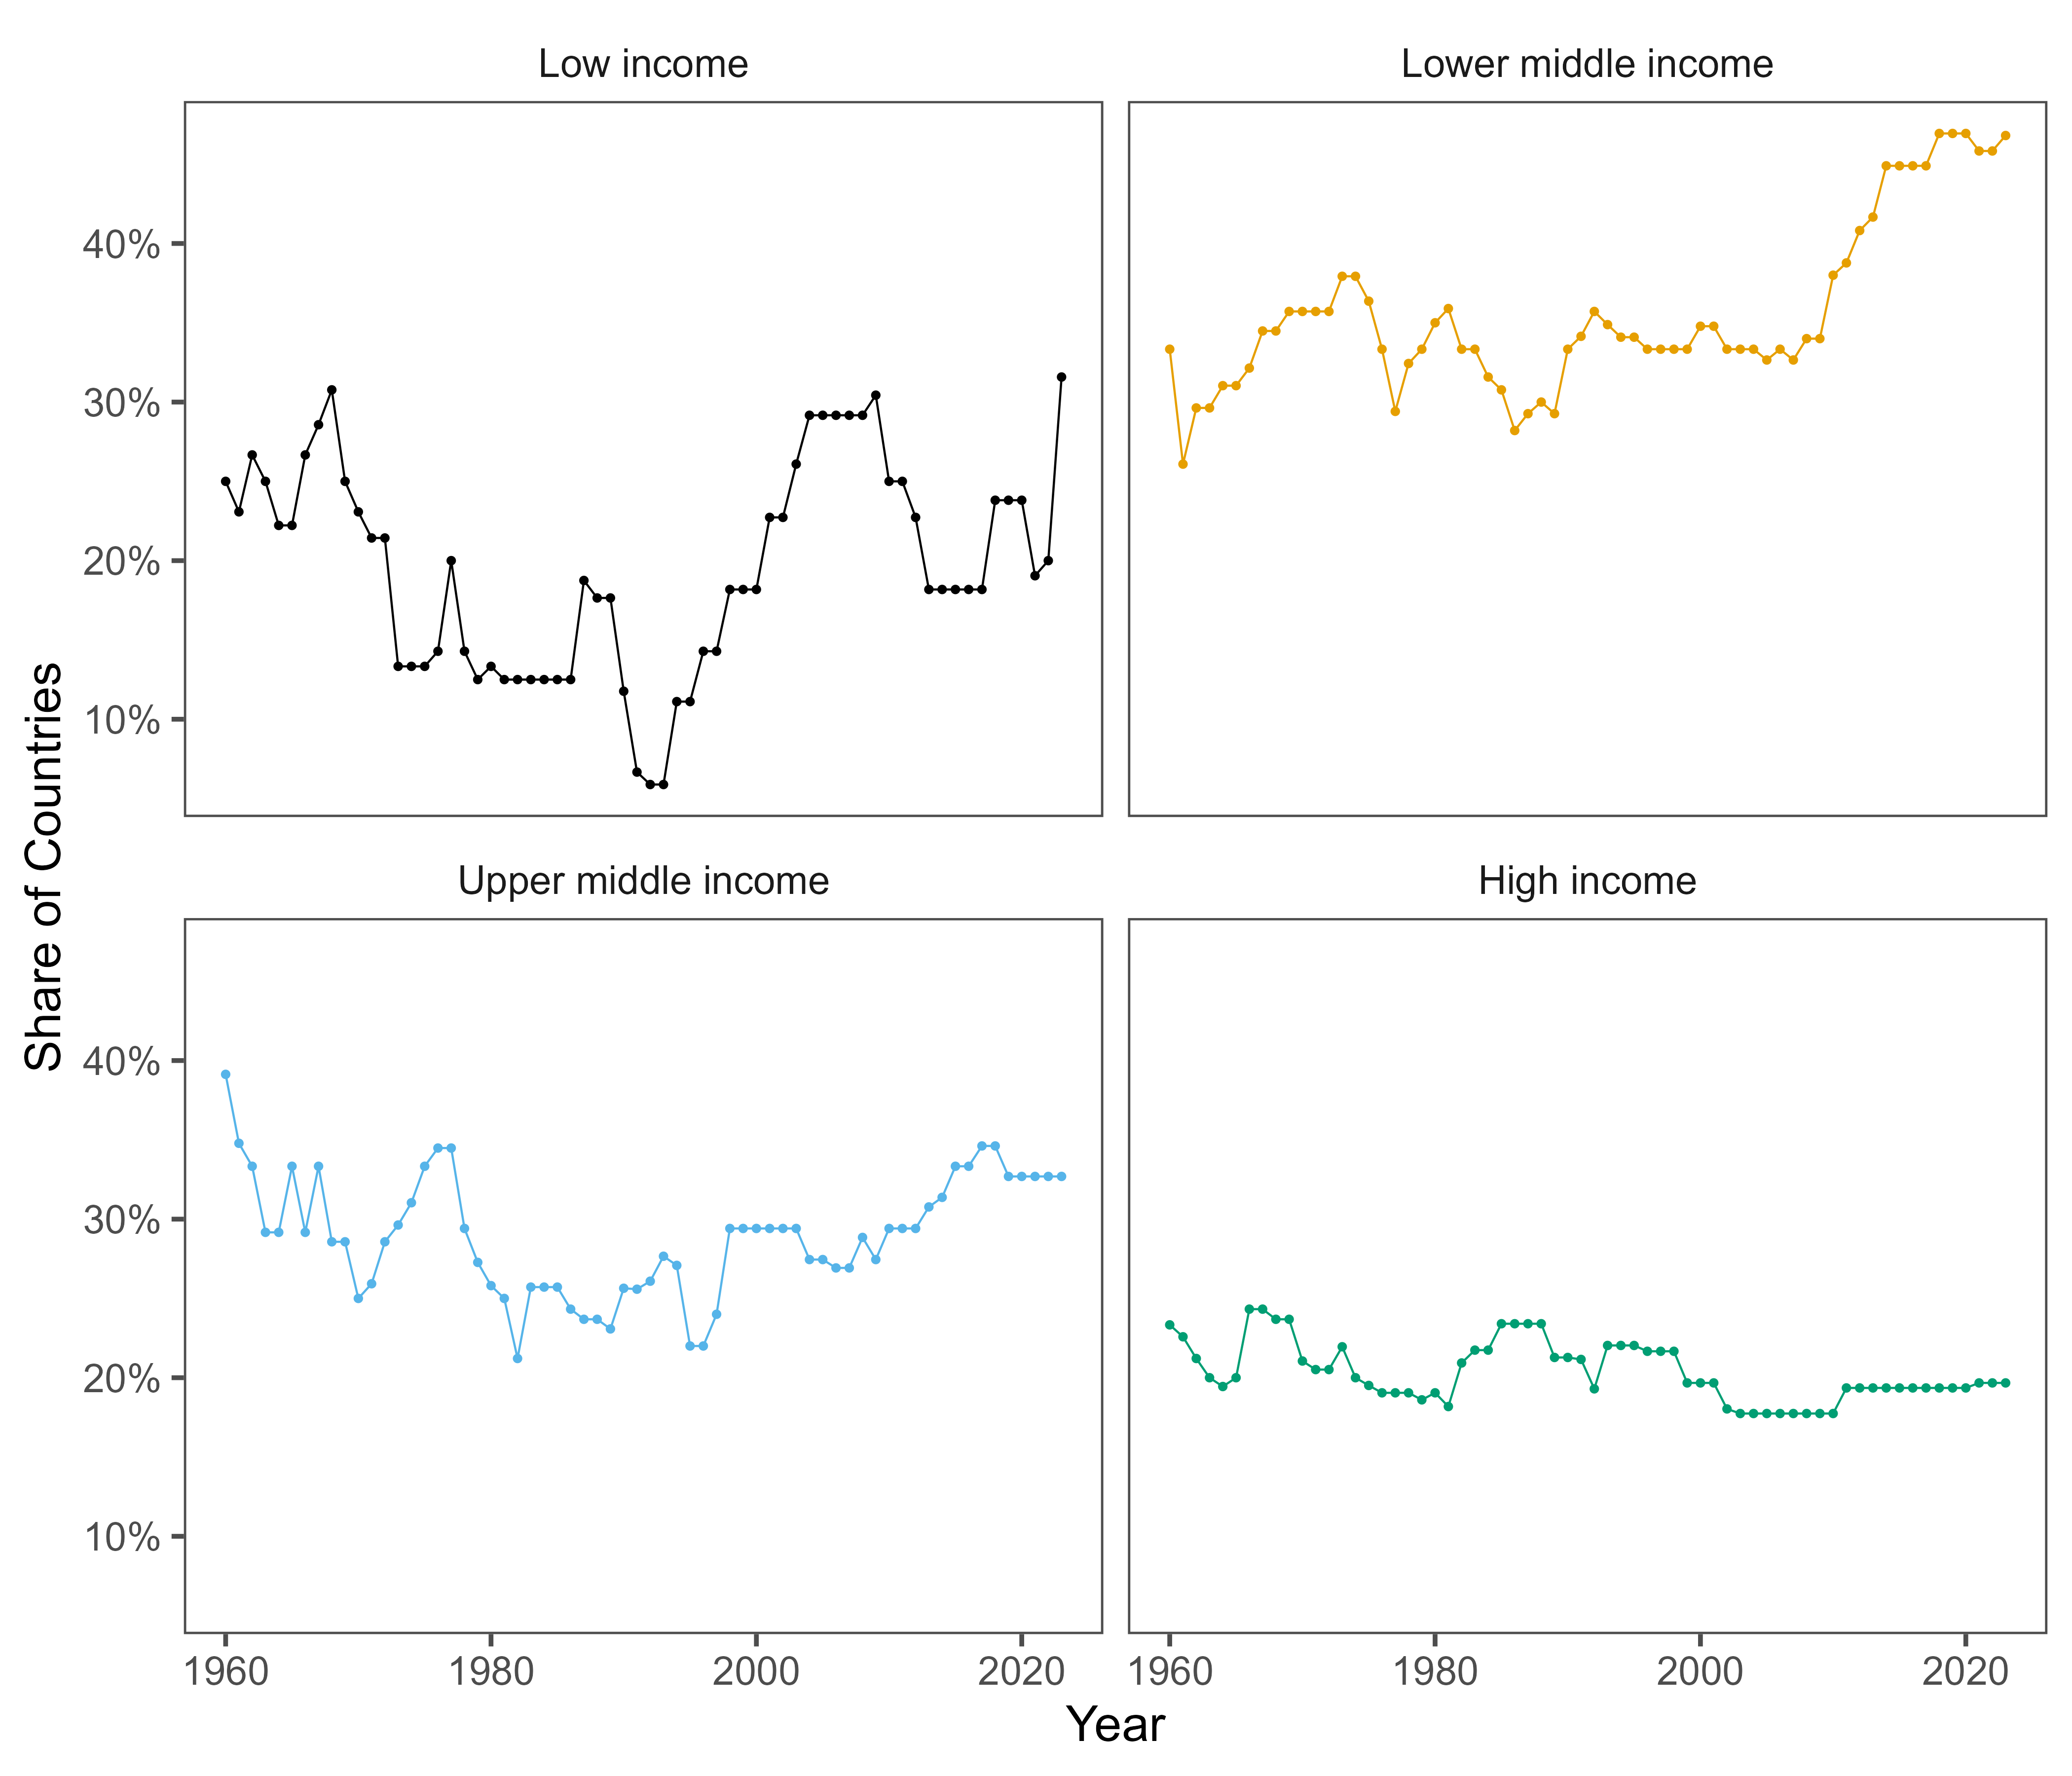 Low income
Lower middle income
40%
30%
20%
10%
Upper middle income
High income
40%
30%
20%
10%
Share of Countries
1960
1980
2000
2020
1960
1980
2000
2020
Year